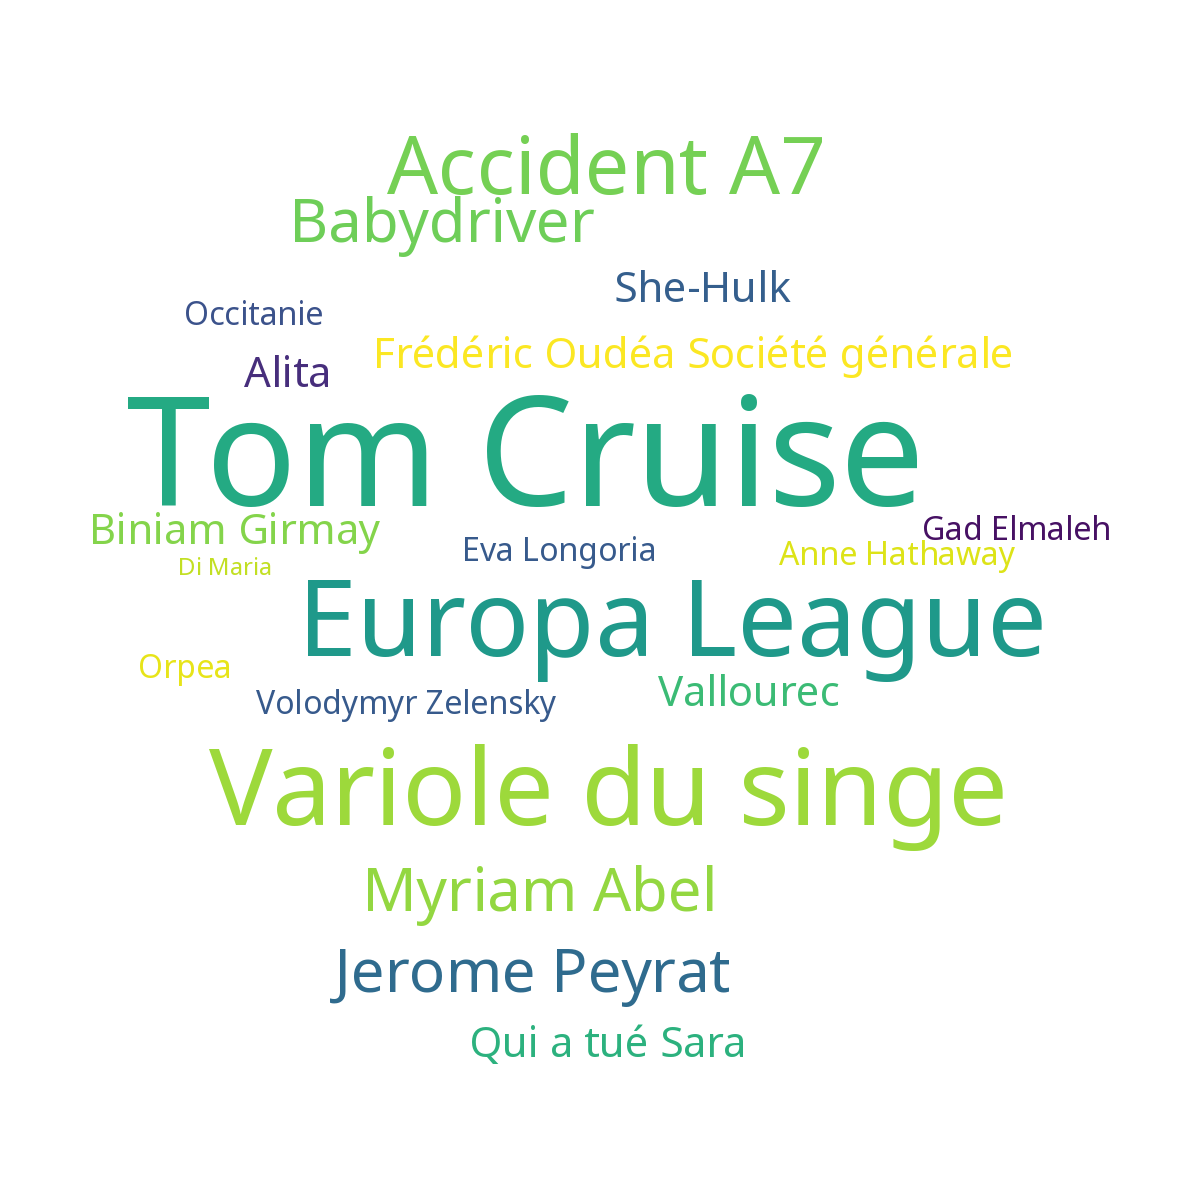 Accident A7
Babydriver
She-Hulk
Occitanie
Frédéric Oudéa Société générale
Alita
Tom Cruise
Biniam Girmay
Gad Elmaleh
Eva Longoria
Anne Hathaway
Di Maria
Europa League
Orpea
Vallourec
Volodymyr Zelensky
Variole du singe
Myriam Abel
Jerome Peyrat
Qui a tué Sara